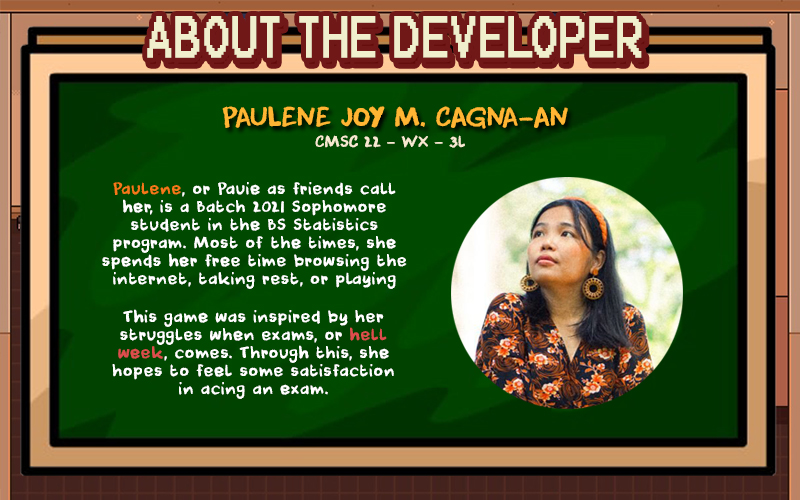 ABOUT THE DEVELOPER
PAULENE JOY M. CAGNA-AN
CMSC 22 - WX - 3L
Paulene, or Pauie as friends call
her, is a Batch 2021 Sophomore
student in the BS Statistics
program. Most of the times, she
spends her free time browsing the
internet, taking rest, or playing
This game was inspired by her
struggles when exams, or hell
week, comes. Through this, she
hopes to feel some satisfaction
in acing an exam.